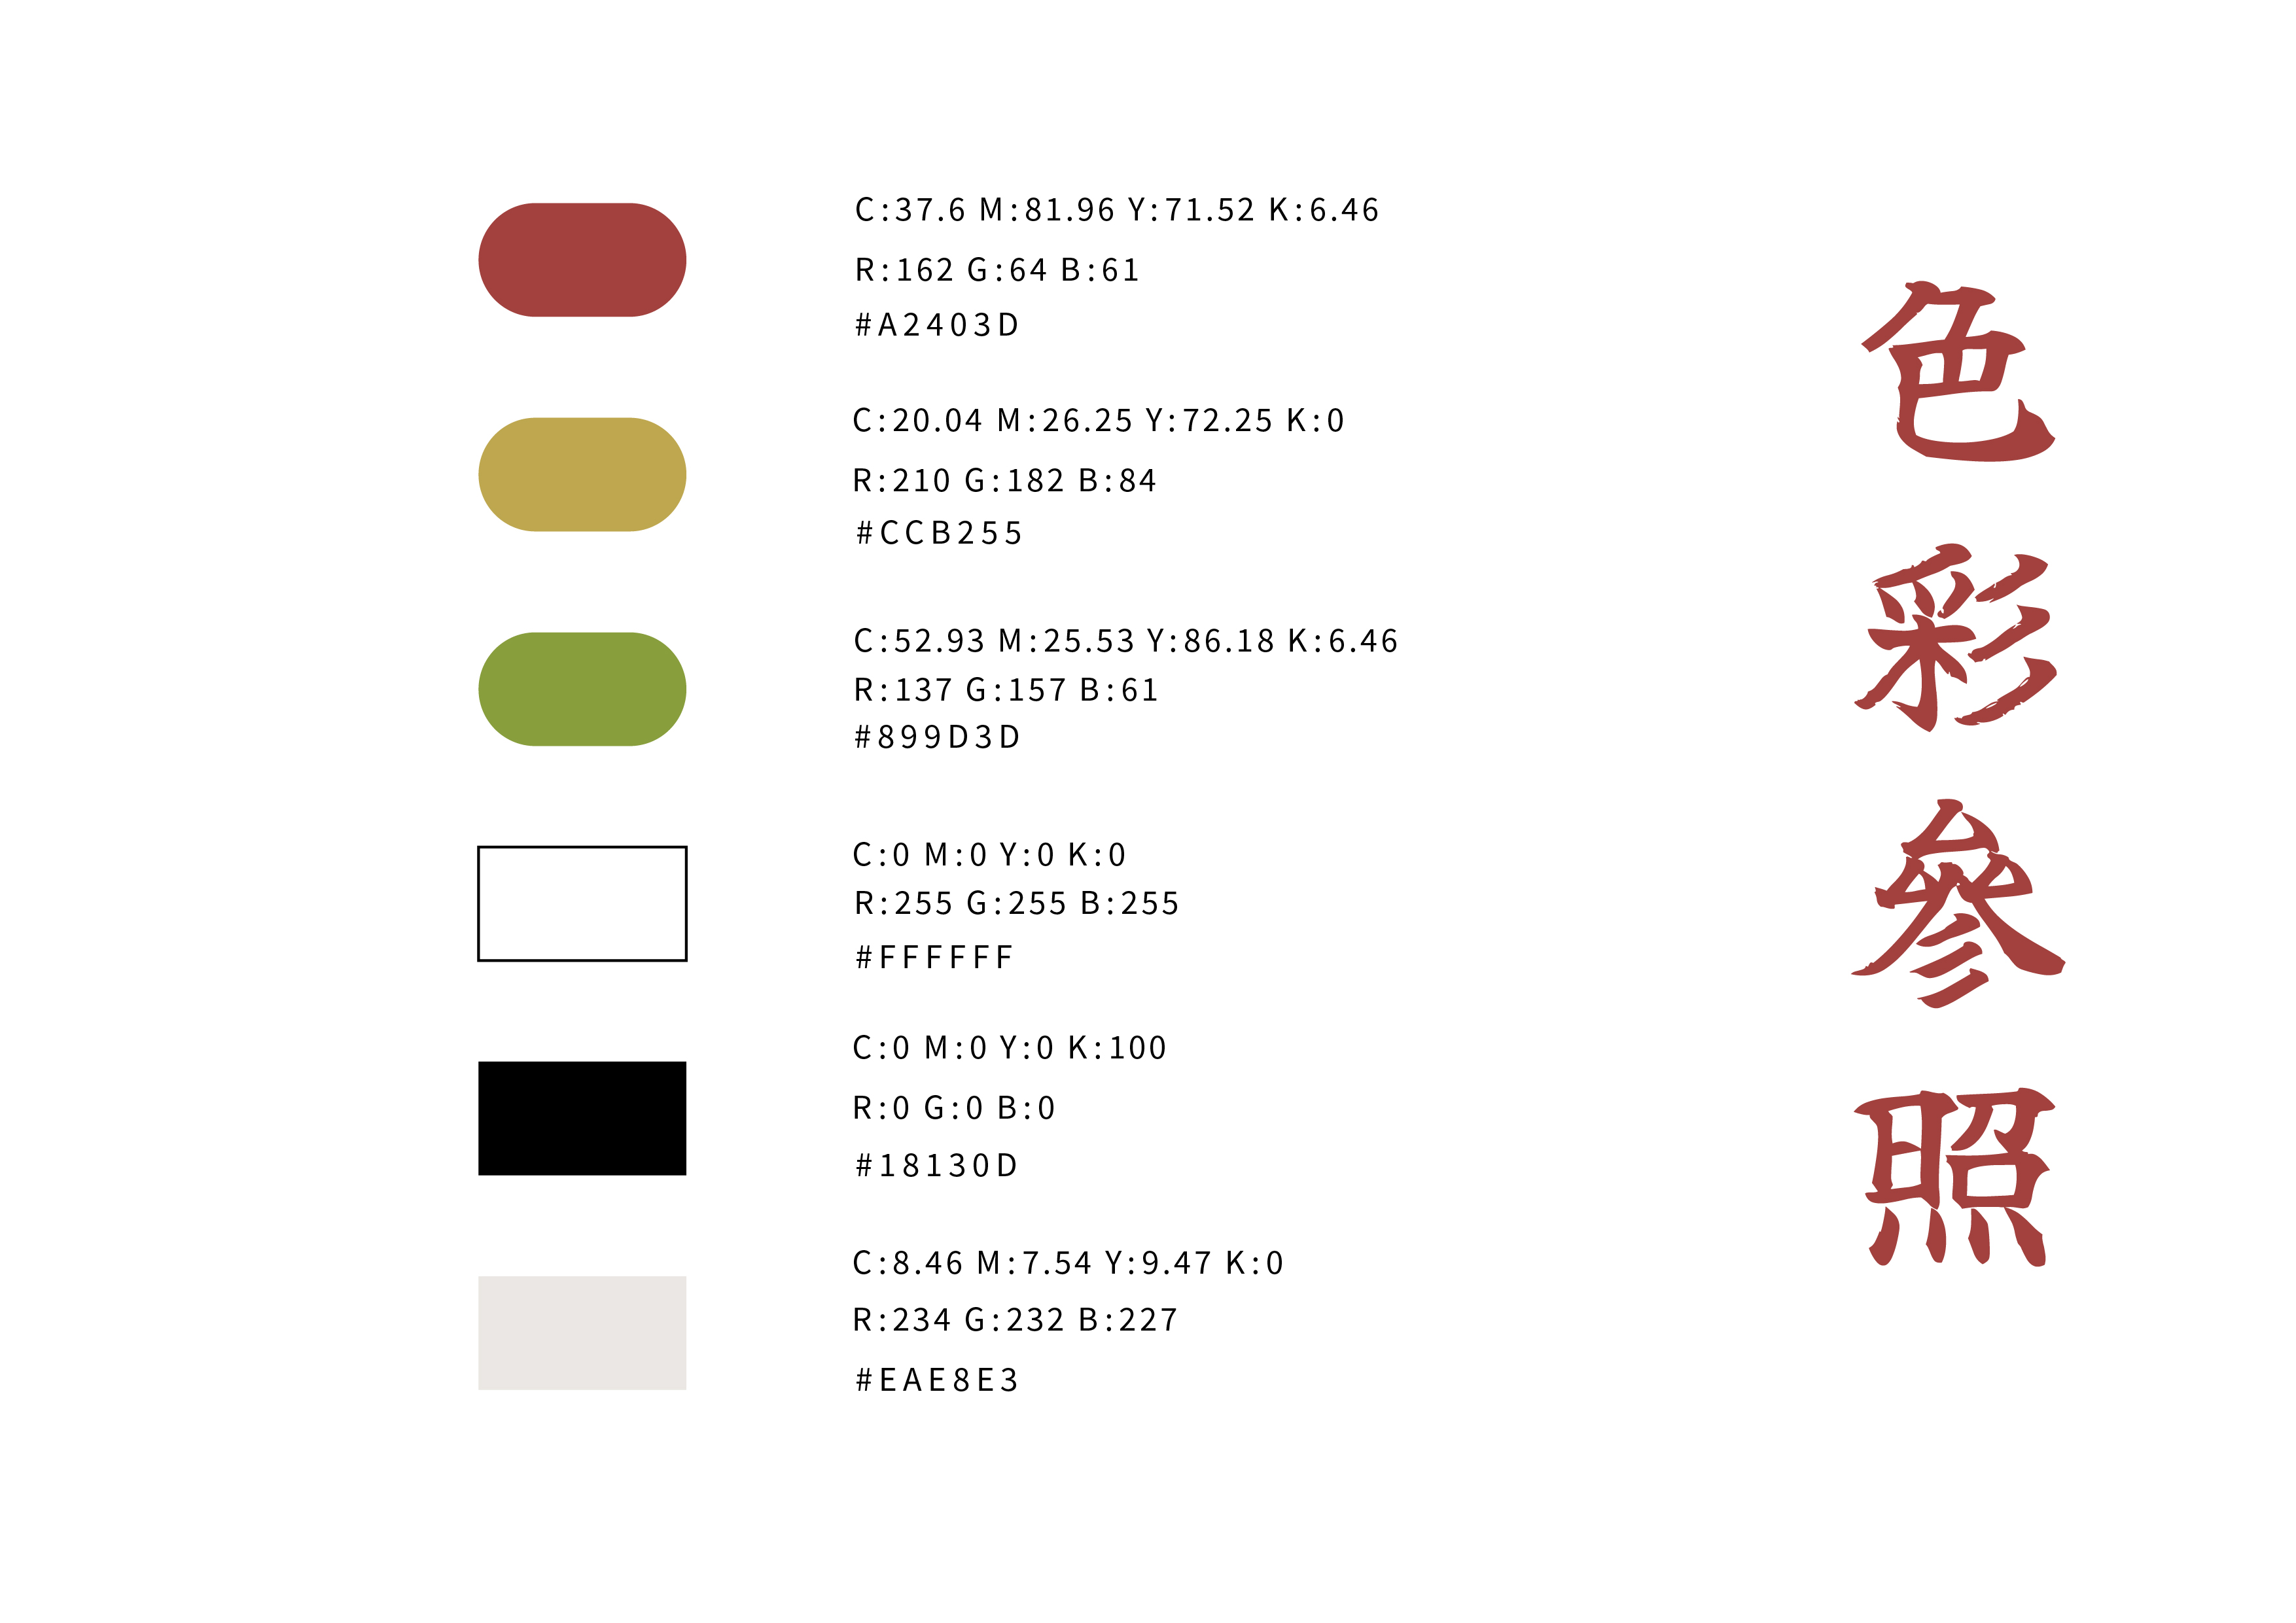 C:37.6 M:81.96 Y:71.52 K:6.46
R:162 G:64 B:61
#A2403D
C:20.04 M:26.25 Y:72.25 K:0
R:210 G:182 B:84
#CCB255
C:52.93 M:25.53 Y:86.18 K:6.46
R:137 G:157 B:61
#899D3D
C:0 M:0 Y:0 K:0
R:255 G:255 B:255
#FFFFFF
C:0 M:0 Y:0 K:100
R:0 G:0 B:0
#18130D
C:8.46 M:7.54 Y:9.47 K:0
R:234 G:232 B:227
#EAE8E3
色彩參照